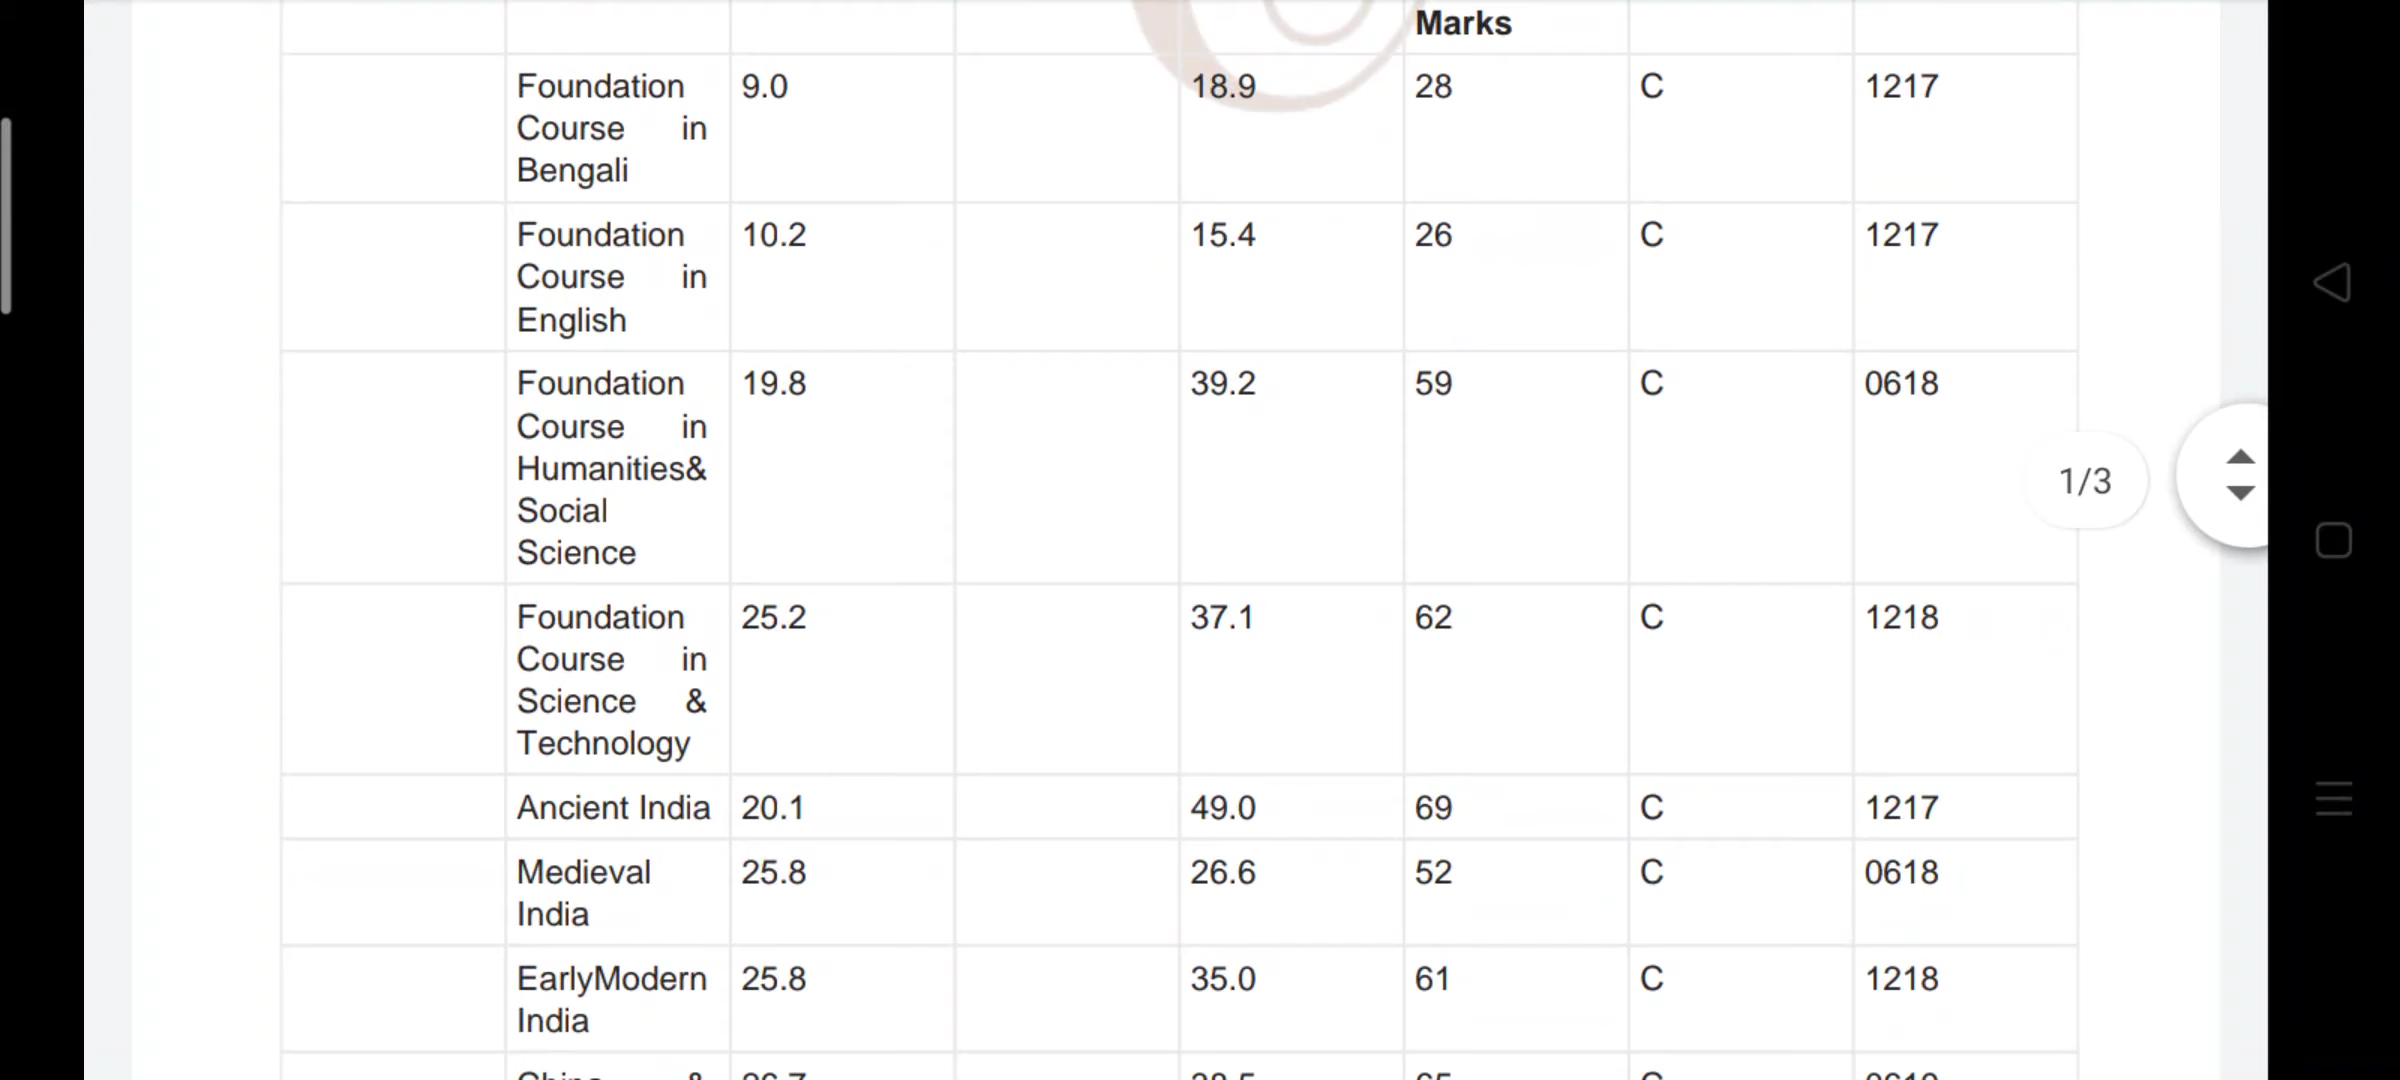 Marks
Foundation 9.0 18.9 28 C 1217
Course in
Bengali
Foundation 10.2 15.4 26 C 1217
Course in
English
Foundation 19.8 39.2 59 C 0618
Course in
Humanities&
Social
Science
Foundation 25.2 37.1 62 C 1218
Course in
Science &
Technology
Ancient India 20.1 49.0 69 C 1217
Medieval 25.8 26.6 52 C 0618
India
EarlyModern 25.8 35.0 61 C 1218
India
1/3